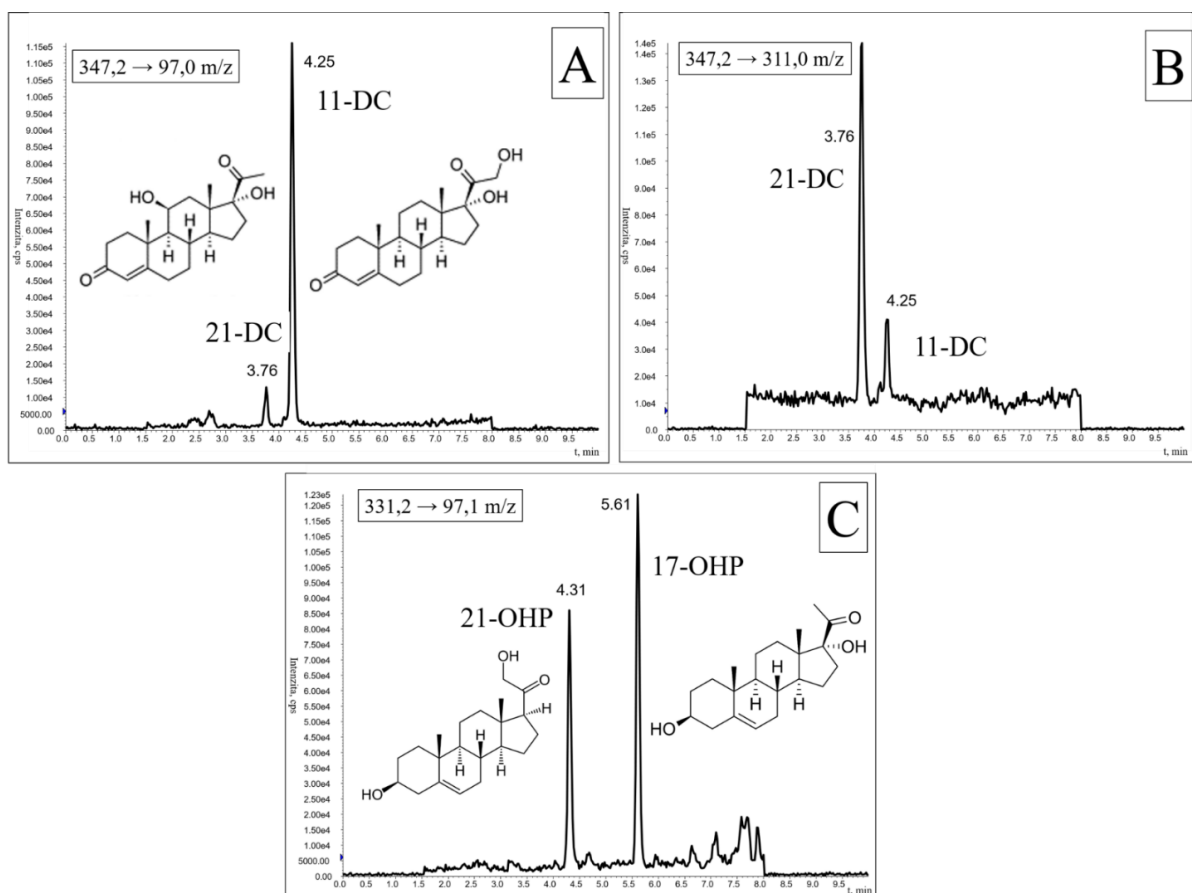 347,2 → 97,0 m/z
A
1.15e5
1.10e5
1.05e5
1.00e5
9.50e4
9.00e4
8.50e4
8.00e4
7.50e4
7.00e4
6.50e4
6.00e4
5.50e4
5.00e4
4.50e4
4.00e4
3.50e4
3.00e4
2.50e4
2.00e4
1.50e4
1.00e4
5000.00
0.00
Intenzita, cps
4.25
11-DC
O
HO
OH
H
H
H
O
O
OH
OH
H
H
H
O
21-DC
3.76
0.0 0.5 1.0 1.5 2.0 2.5 3.0 3.5 4.0 4.5 5.0 5.5 6.0 6.5 7.0 7.5 8.0 8.5 9.0 9.5
t, min
347,2 → 311,0 m/z
B
1.4e5
1.4e5
1.3e5
1.2e5
1.1e5
1.0e5
9.0e4
8.0e4
7.0e4
6.0e4
5.0e4
4.0e4
3.0e4
2.0e4
1.0e4
0.0
Intenzita, cps
3.76
21-DC
4.25
11-DC
0.0 0.5 1.0 1.5 2.0 2.5 3.0 3.5 4.0 4.5 5.0 5.5 6.0 6.5 7.0 7.5 8.0 8.5 9.0 9.5
t, min
331,2 → 97,1 m/z
C
1.23e5
1.20e5
1.15e5
1.10e5
1.05e5
1.00e5
9.50e4
9.00e4
8.50e4
8.00e4
7.50e4
7.00e4
6.50e4
6.00e4
5.50e4
5.00e4
4.50e4
4.00e4
3.50e4
3.00e4
2.50e4
2.00e4
1.50e4
1.00e4
5000.00
0.00
Intenzita, cps
5.61
17-OHP
4.31
21-OHP
OH
O
H
H
H
H
HO
O
OH
H
H
H
HO
0.0 0.5 1.0 1.5 2.0 2.5 3.0 3.5 4.0 4.5 5.0 5.5 6.0 6.5 7.0 7.5 8.0 8.5 9.0 9.5
t, min